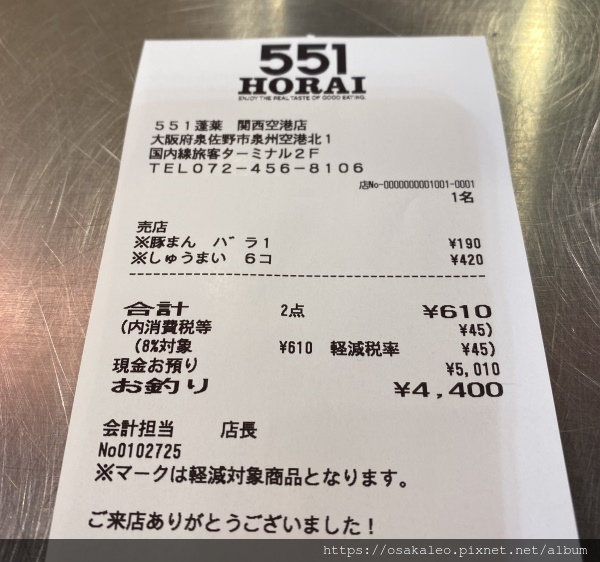 551
HORAI
ENJOY THE REAL TASTE OF GOOD EATING.
５５１蓬莱　関西空港店
大阪府泉佐野市泉州空港北１
国内線旅客ターミナル２Ｆ
ＴＥＬ０７２－４５６－８１０６
店No-0000000001001-0001
1名
売店
※豚まん　バラ１　¥190
※しゅうまい　６コ　¥420
合計　2点　¥610
(内消費税等　¥45)
(8%対象　¥610　軽減税率　¥45)
現金お預り　¥5,010
お釣り　¥4,400
会計担当　店長
No0102725
※マークは軽減対象商品となります。
ご来店ありがとうございました！
https://osakaleo.pixnet.net/album